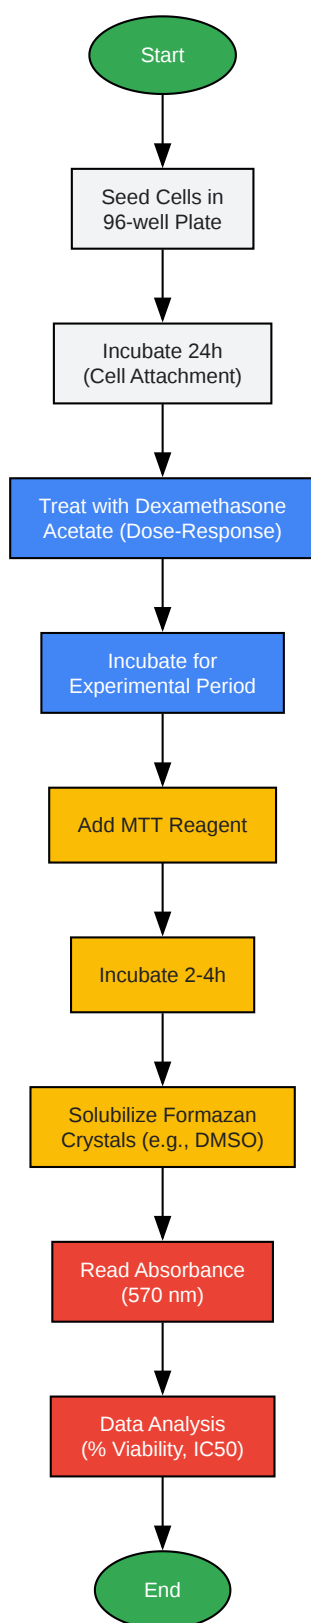 Start
Seed Cells in
96-well Plate
Incubate 24h
(Cell Attachment)
Treat with Dexamethasone
Acetate (Dose-Response)
Incubate for
Experimental Period
Add MTT Reagent
Incubate 2-4h
Solubilize Formazan
Crystals (e.g., DMSO)
Read Absorbance
(570 nm)
Data Analysis
(% Viability, IC50)
End